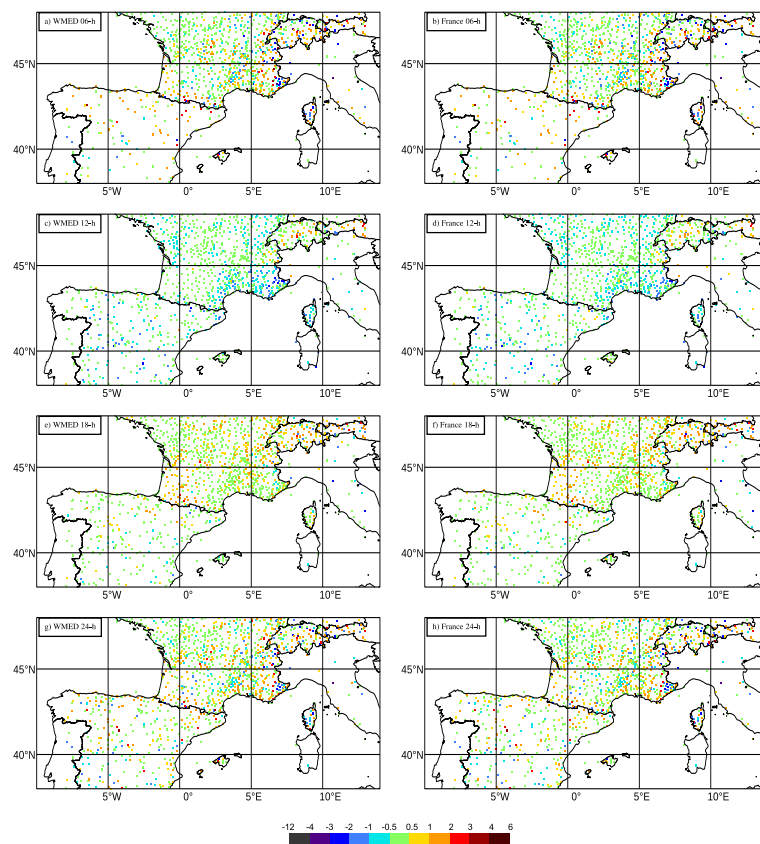 a) WMED 06-h
b) France 06-h
45°N
45°N
40°N
40°N
5°W 0° 5°E 10°E
5°W 0° 5°E 10°E
c) WMED 12-h
d) France 12-h
45°N
45°N
40°N
40°N
5°W 0° 5°E 10°E
5°W 0° 5°E 10°E
e) WMED 18-h
f) France 18-h
45°N
45°N
40°N
40°N
5°W 0° 5°E 10°E
5°W 0° 5°E 10°E
g) WMED 24-h
h) France 24-h
45°N
45°N
40°N
40°N
5°W 0° 5°E 10°E
5°W 0° 5°E 10°E
-12 -4 -3 -2 -1 -0.5 0.5 1 2 3 4 6